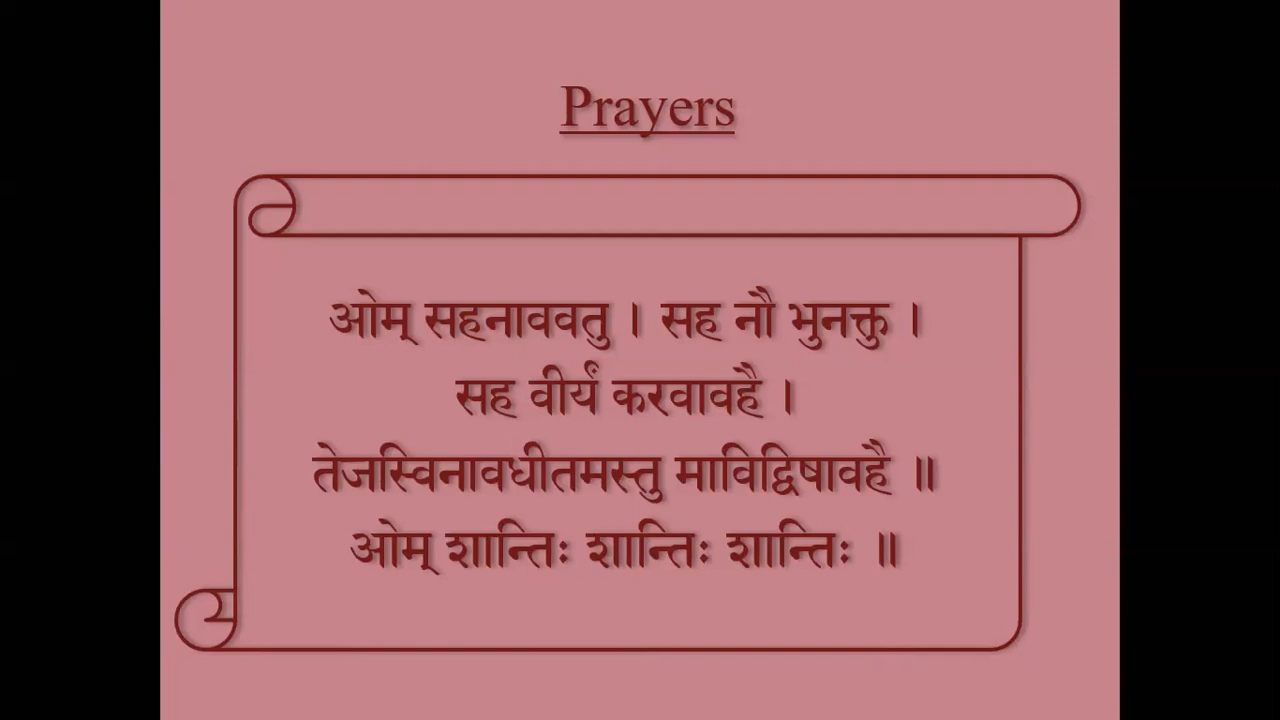 Prayers
ओम् सहनाववतु । सह नौ भुनक्तु ।
सह वीर्यं करवावहै ।
तेजस्विनावधीतमस्तु माविद्विषावहै ॥
ओम् शान्तिः शान्तिः शान्तिः ॥